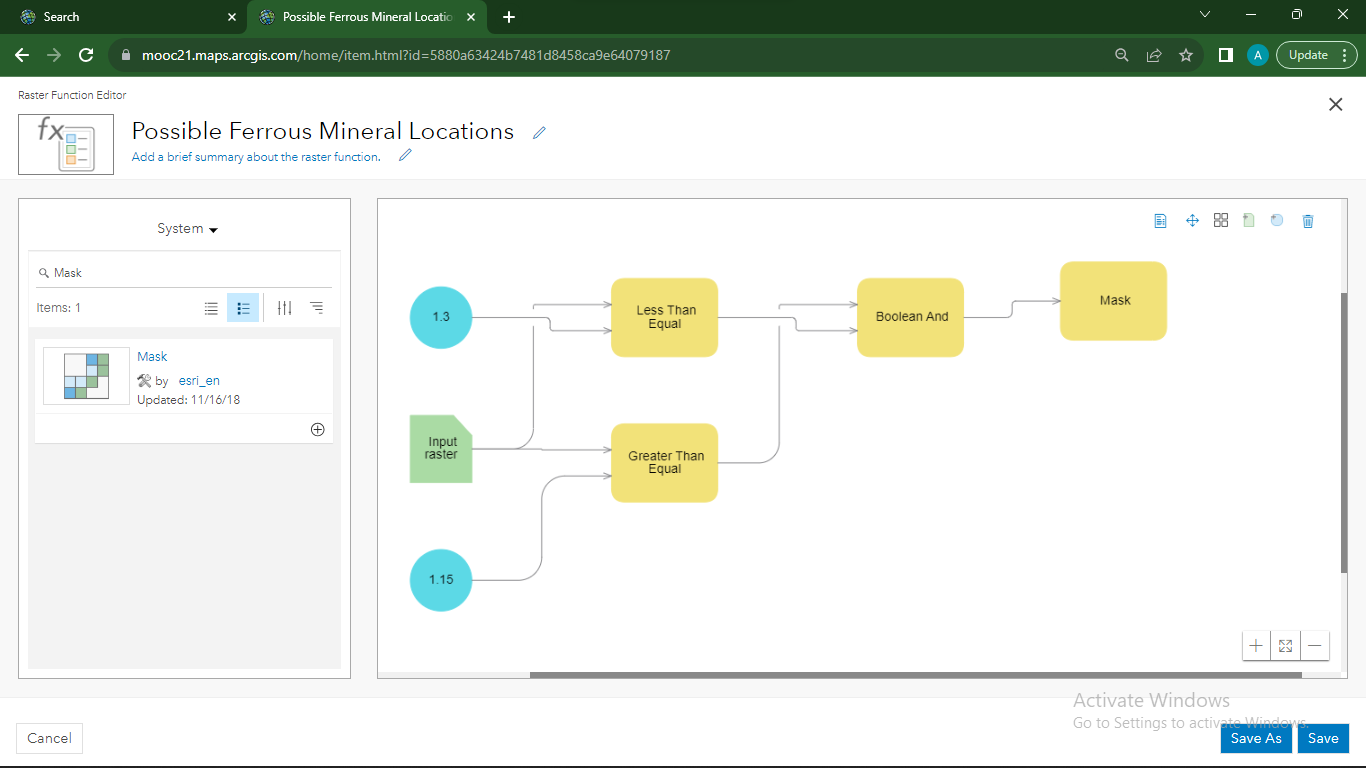 Search
Possible Ferrous Mineral Locatio
mooc21.maps.arcgis.com/home/item.html?id=5880a63424b7481d8458ca9e64079187
A
Update
Raster Function Editor
fx
Possible Ferrous Mineral Locations
Add a brief summary about the raster function.
System
Mask
Items: 1
Mask
by esri_en
Updated: 11/16/18
1.3
Less Than
Equal
Boolean And
Mask
Input
raster
Greater Than
Equal
1.15
Activate Windows
Go to Settings to activate Windows.
Cancel
Save As
Save